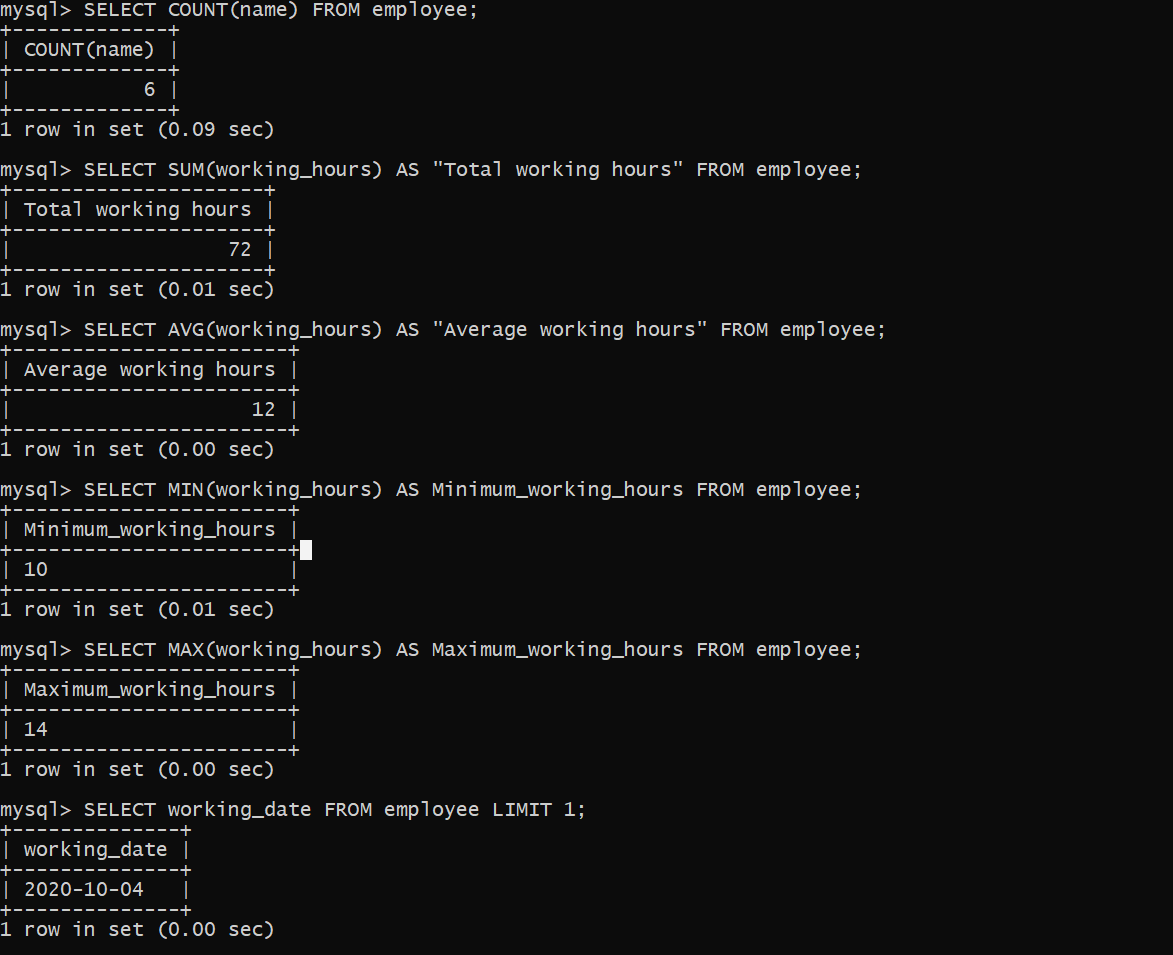 mysql> SELECT COUNT(name) FROM employee;
+-------------+
| COUNT(name) |
+-------------+
|           6 |
+-------------+
1 row in set (0.09 sec)
mysql> SELECT SUM(working_hours) AS "Total working hours" FROM employee;
+---------------------+
| Total working hours |
+---------------------+
|                  72 |
+---------------------+
1 row in set (0.01 sec)
mysql> SELECT AVG(working_hours) AS "Average working hours" FROM employee;
+-----------------------+
| Average working hours |
+-----------------------+
|                    12 |
+-----------------------+
1 row in set (0.00 sec)
mysql> SELECT MIN(working_hours) AS Minimum_working_hours FROM employee;
+-----------------------+
| Minimum_working_hours |
+-----------------------+
| 10                    |
+-----------------------+
1 row in set (0.01 sec)
mysql> SELECT MAX(working_hours) AS Maximum_working_hours FROM employee;
+-----------------------+
| Maximum_working_hours |
+-----------------------+
| 14                    |
+-----------------------+
1 row in set (0.00 sec)
mysql> SELECT working_date FROM employee LIMIT 1;
+--------------+
| working_date |
+--------------+
| 2020-10-04   |
+--------------+
1 row in set (0.00 sec)